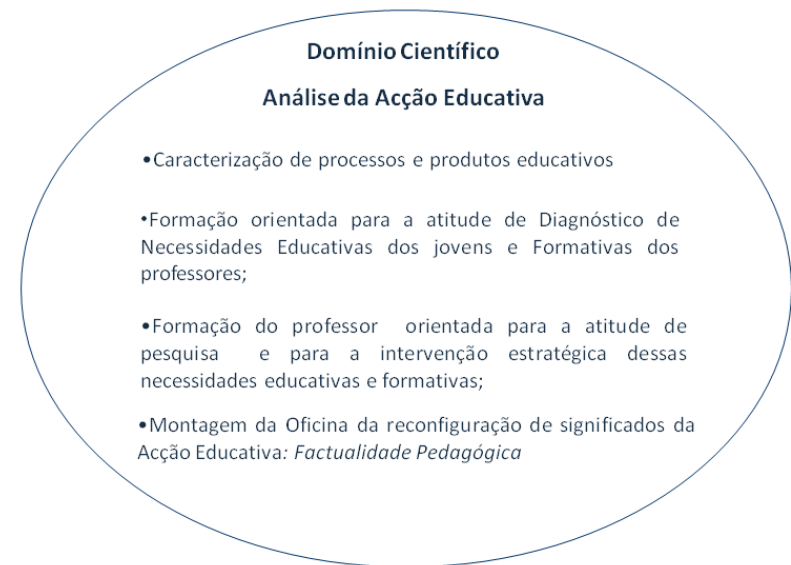 Domínio Científico
Análise da Acção Educativa
•Caracterização de processos e produtos educativos
•Formação orientada para a atitude de Diagnóstico de
Necessidades Educativas dos jovens e Formativas dos
professores;
•Formação do professor orientada para a atitude de
pesquisa e para a intervenção estratégica dessas
necessidades educativas e formativas;
•Montagem da Oficina da reconfiguração de significados da
Acção Educativa: Factualidade Pedagógica